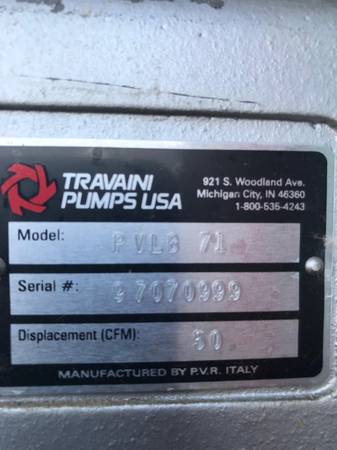 TRAVAINI
PUMPS USA
921 S. Woodland Ave.
Michigan City, IN 46360
1-800-535-4243
Model: PVLB 71
Serial #: 97070999
Displacement (CFM): 50
MANUFACTURED BY P.V.R. ITALY